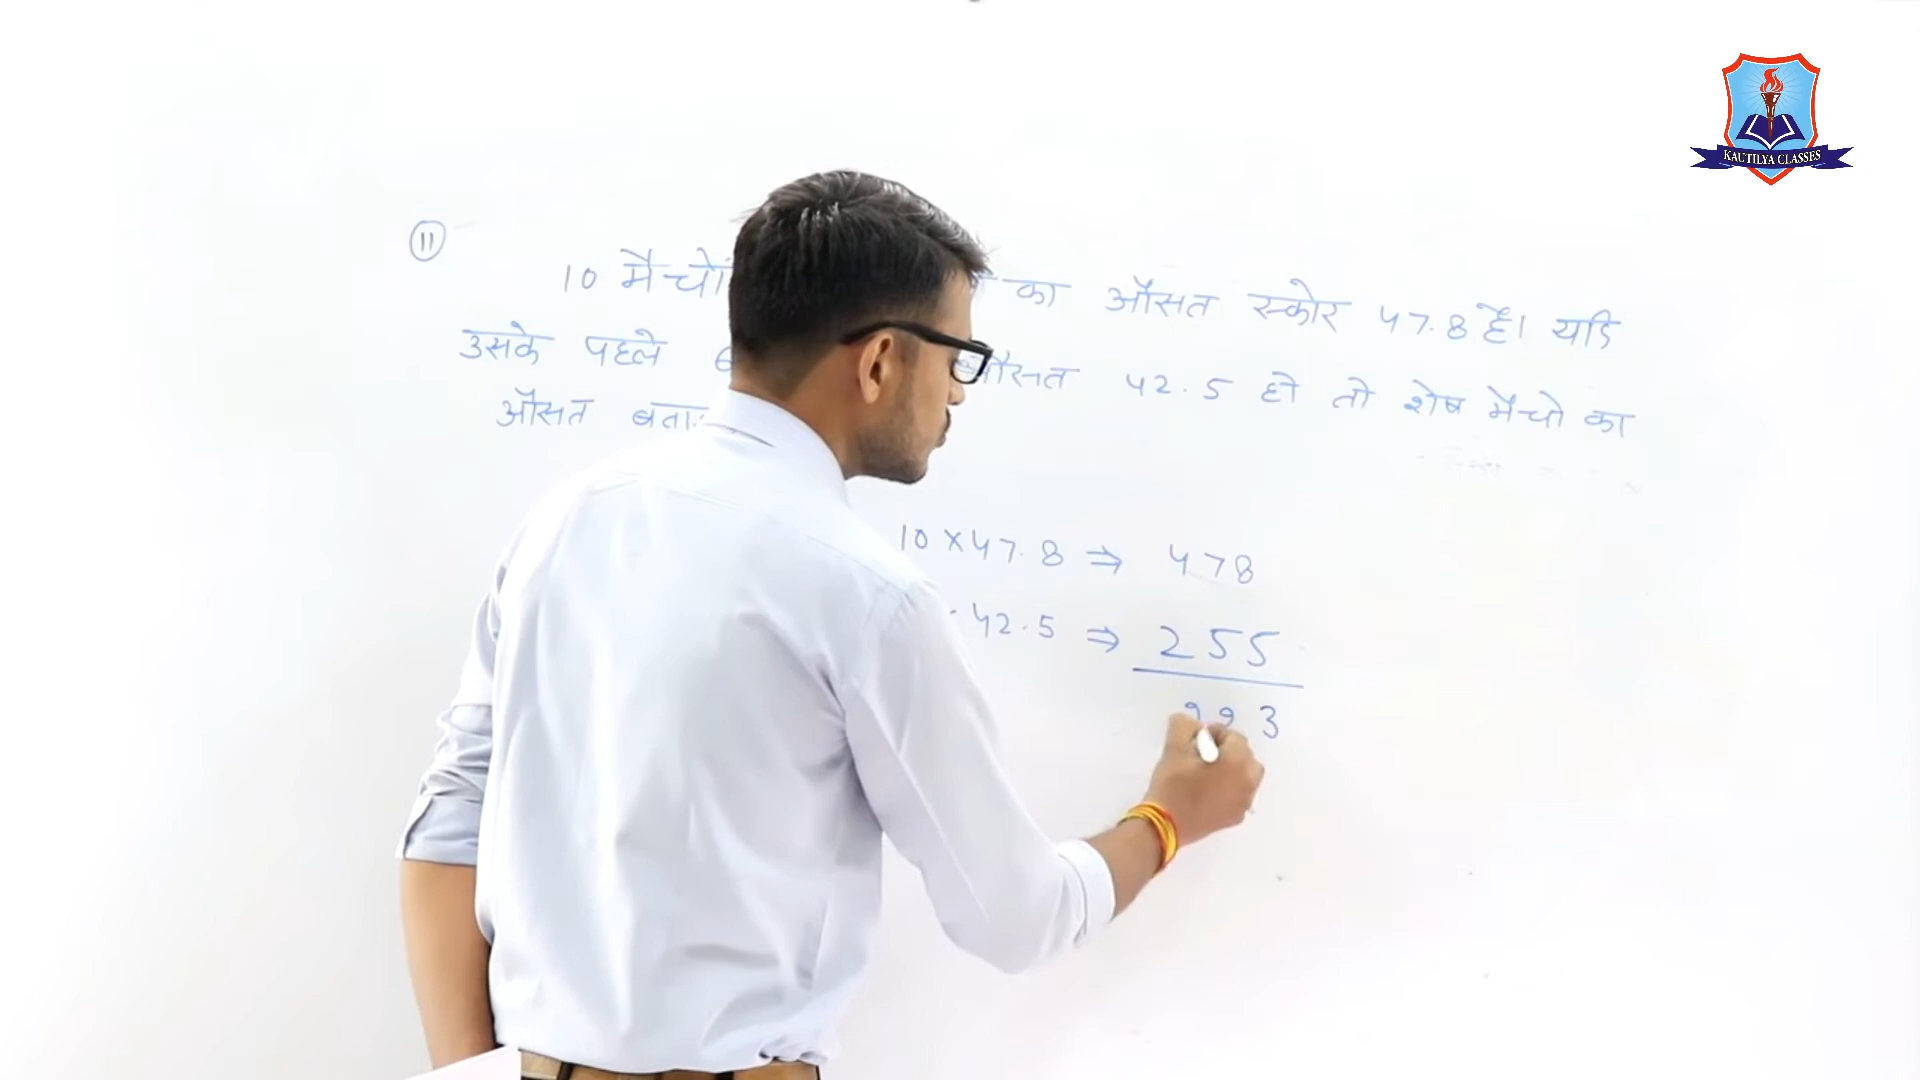 KAUTILYA CLASSES
11
10 मैचों का औसत स्कोर 47.8 है। यदि
उसके पहले 6 औसत 42.5 हो तो शेष मैचो का
औसत
10 × 47.8 ⇒ 478
42.5 ⇒ 255
3